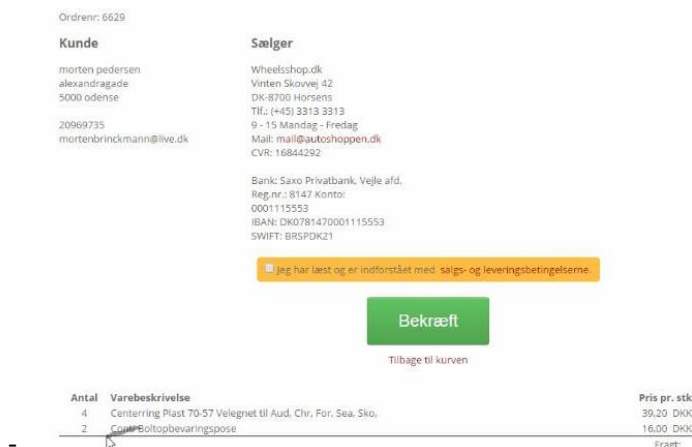 Ordrenr: 6629
Kunde
morten pedersen
alexandragade
5000 odense
20969735
mortenbrinckmann@live.dk
Sælger
Wheelsshop.dk
Vinten Skovvej 42
DK-8700 Horsens
Tlf.: (+45) 3313 3313
9 - 15 Mandag - Fredag
Mail: mail@autoshoppen.dk
CVR: 16844292
Bank: Saxo Privatbank, Vejle afd.
Reg.nr.: 8147 Konto:
0001115553
IBAN: DK0781470001115553
SWIFT: BRSPDK21
Jeg har læst og er indforstået med salgs- og leveringsbetingelserne.
Bekræft
Tilbage til kurven
Antal Varebeskrivelse Pris pr. stk
4 Centerring Plast 70-57 Velegnet til Aud, Chr, For, Sea, Sko, 39,20 DKK
2 Boltopbevaringspose 16,00 DKK
Fragt: